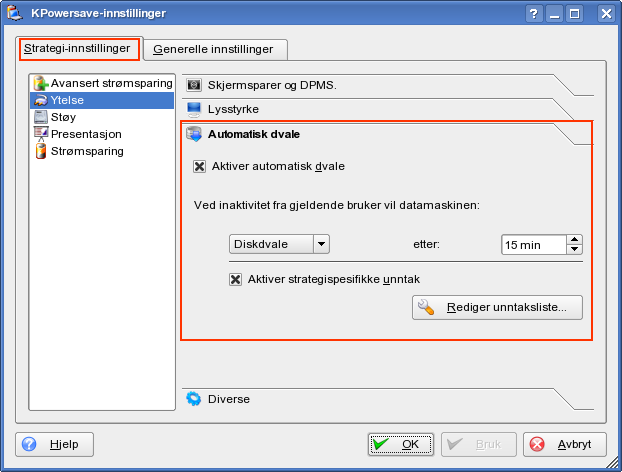 KPowersave-innstillinger
Strategi-innstillinger
Generelle innstillinger
Avansert strømsparing
Ytelse
Støy
Presentasjon
Strømsparing
Skjermsparer og DPMS.
Lysstyrke
Automatisk dvale
Aktiver automatisk dvale
Ved inaktivitet fra gjeldende bruker vil datamaskinen:
Diskdvale etter: 15 min
Aktiver strategispesifikke unntak
Rediger unntaksliste...
Diverse
Hjelp OK Bruk Avbryt